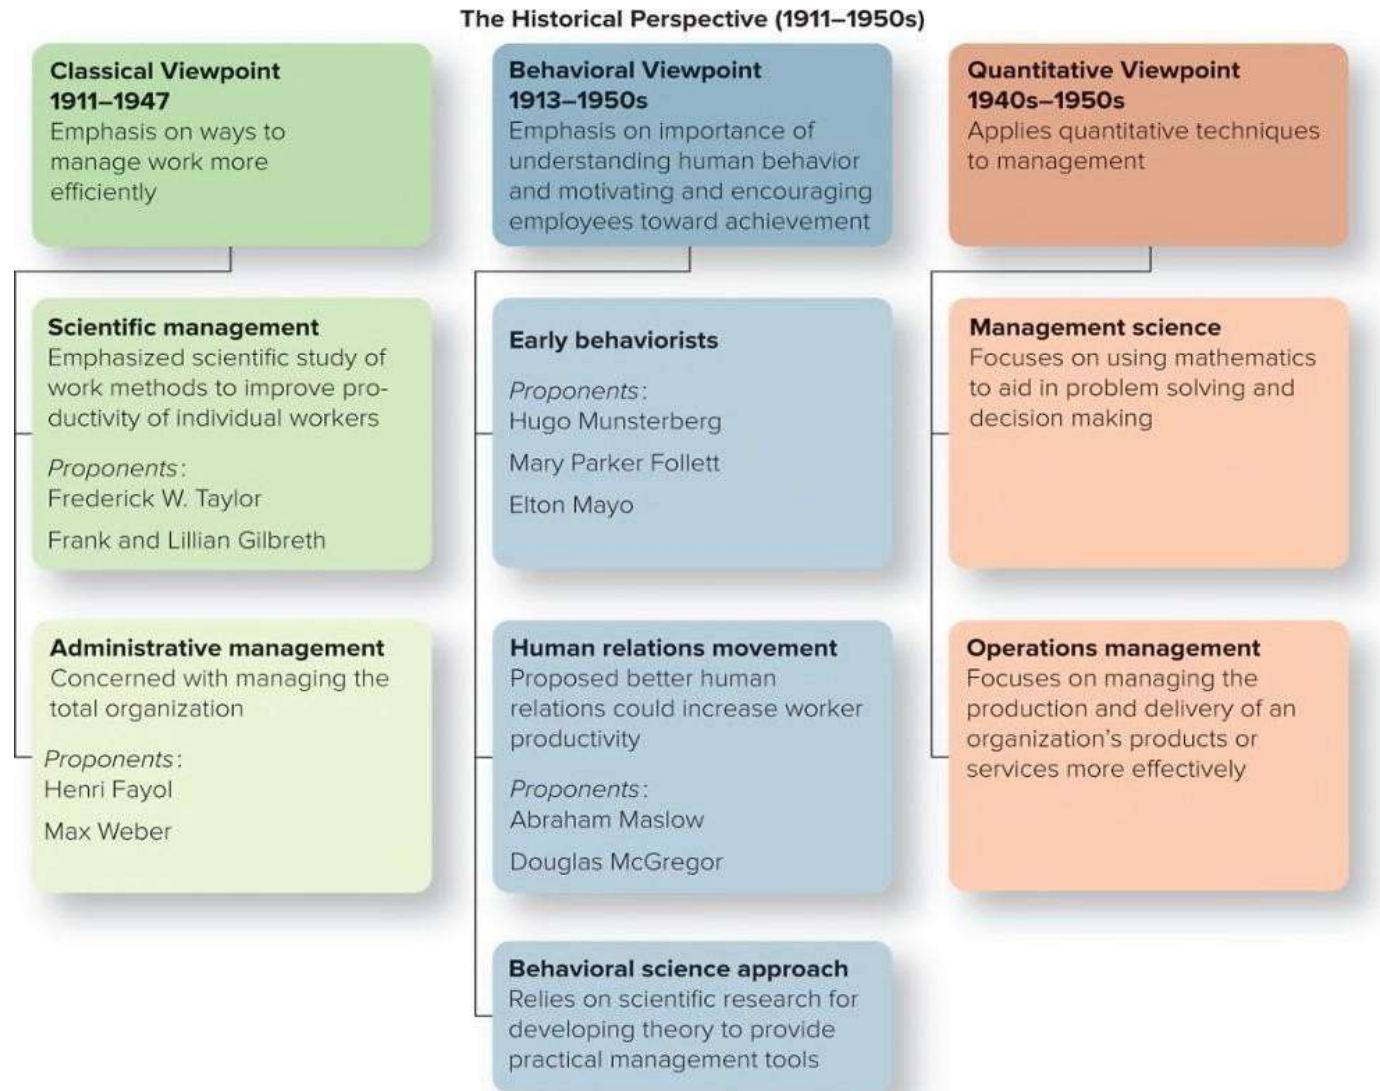 The Historical Perspective (1911–1950s)
Classical Viewpoint
1911–1947
Emphasis on ways to
manage work more
efficiently
Scientific management
Emphasized scientific study of
work methods to improve pro-
ductivity of individual workers
Proponents:
Frederick W. Taylor
Frank and Lillian Gilbreth
Administrative management
Concerned with managing the
total organization
Proponents:
Henri Fayol
Max Weber
Behavioral Viewpoint
1913–1950s
Emphasis on importance of
understanding human behavior
and motivating and encouraging
employees toward achievement
Early behaviorists
Proponents:
Hugo Munsterberg
Mary Parker Follett
Elton Mayo
Human relations movement
Proposed better human
relations could increase worker
productivity
Proponents:
Abraham Maslow
Douglas McGregor
Behavioral science approach
Relies on scientific research for
developing theory to provide
practical management tools
Quantitative Viewpoint
1940s–1950s
Applies quantitative techniques
to management
Management science
Focuses on using mathematics
to aid in problem solving and
decision making
Operations management
Focuses on managing the
production and delivery of an
organization's products or
services more effectively